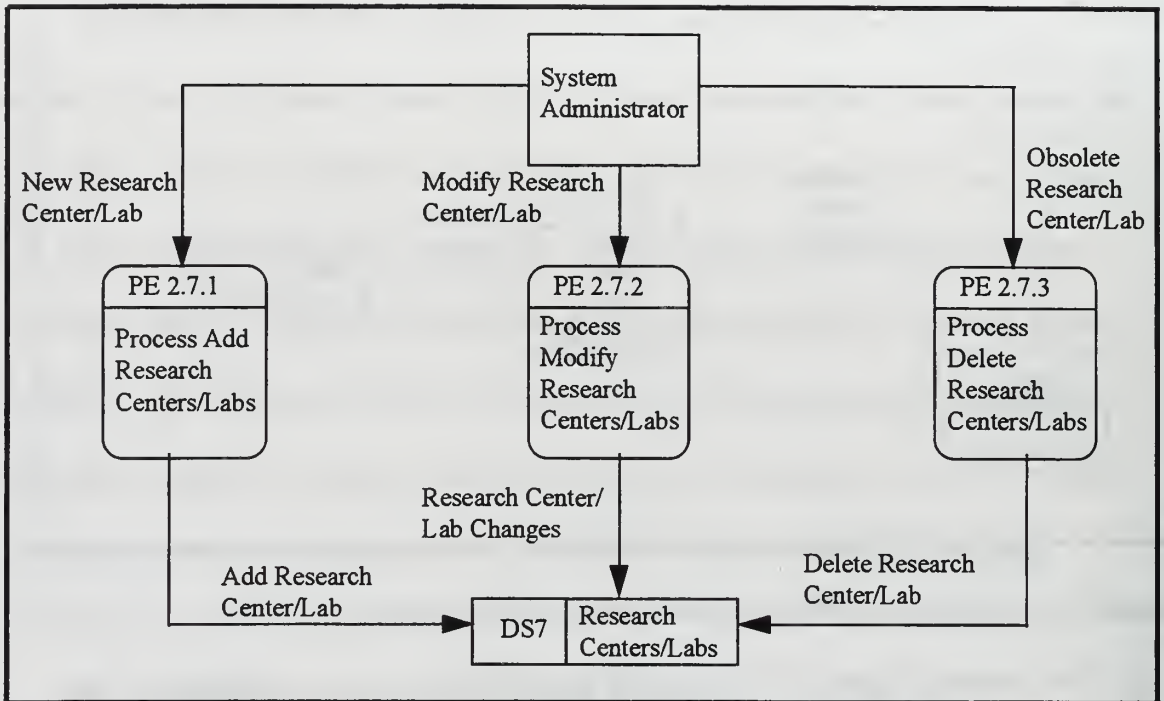 System
Administrator
New Research
Center/Lab
Modify Research
Center/Lab
Obsolete
Research
Center/Lab
PE 2.7.1
Process Add
Research
Centers/Labs
PE 2.7.2
Process
Modify
Research
Centers/Labs
PE 2.7.3
Process
Delete
Research
Centers/Labs
Research Center/
Lab Changes
Add Research
Center/Lab
Delete Research
Center/Lab
DS7
Research
Centers/Labs